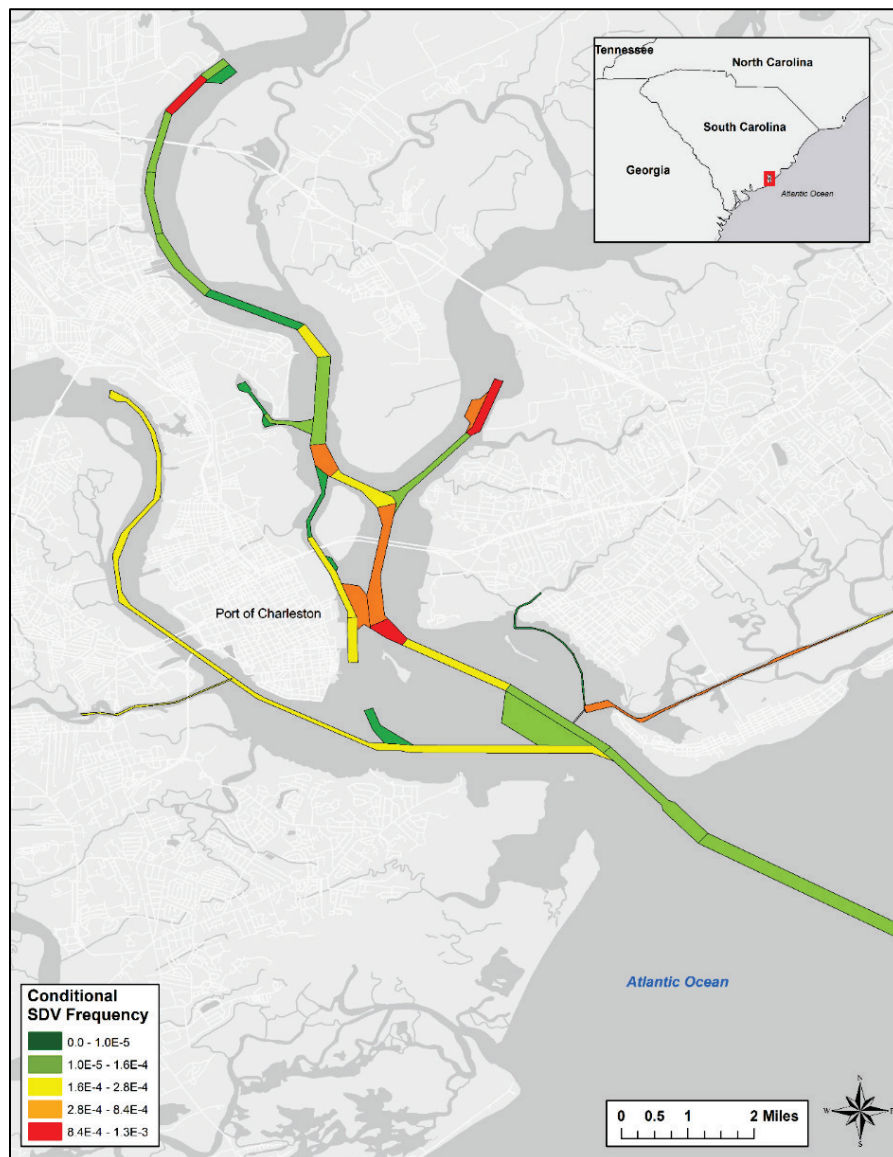 Tennessee
North Carolina
South Carolina
Georgia
Atlantic Ocean
Port of Charleston
Atlantic Ocean
Conditional
SDV Frequency
0.0 - 1.0E-5
1.0E-5 - 1.6E-4
1.6E-4 - 2.8E-4
2.8E-4 - 8.4E-4
8.4E-4 - 1.3E-3
0 0.5 1 2 Miles
N
W E
S